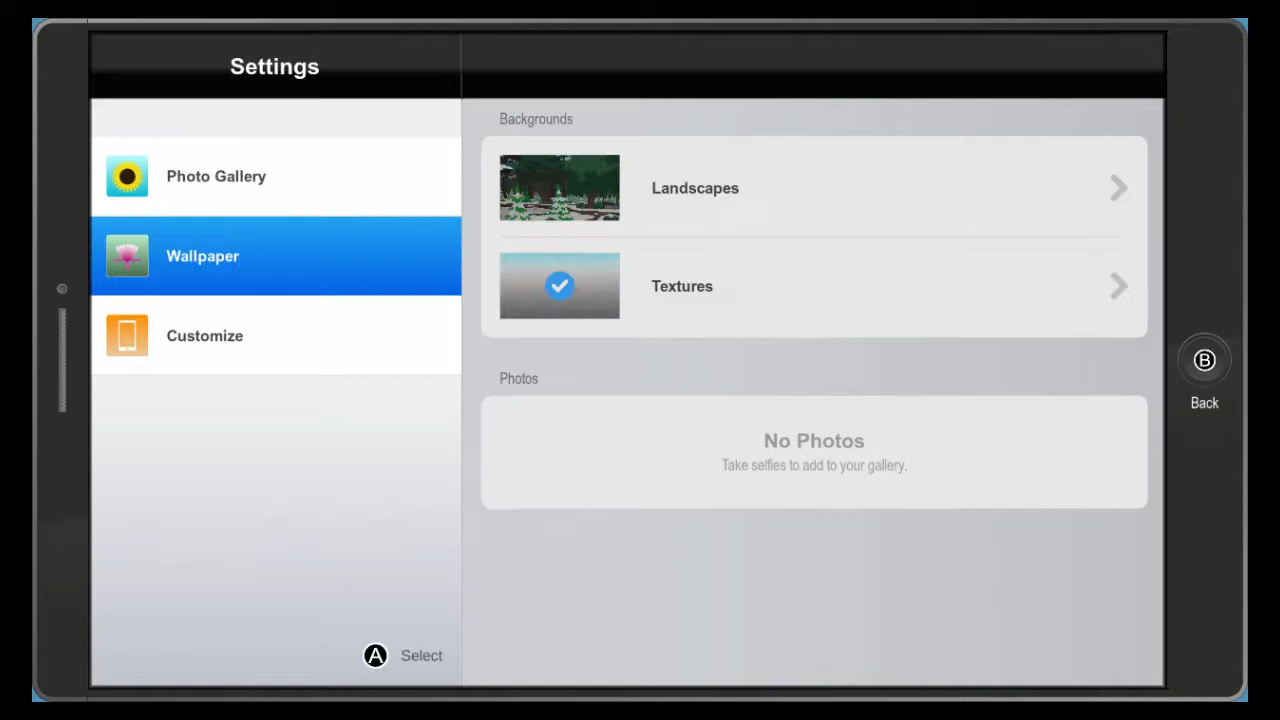 Settings
Photo Gallery
Wallpaper
Customize
A Select
Backgrounds
Landscapes
Textures
Photos
No Photos
Take selfies to add to your gallery.
B
Back